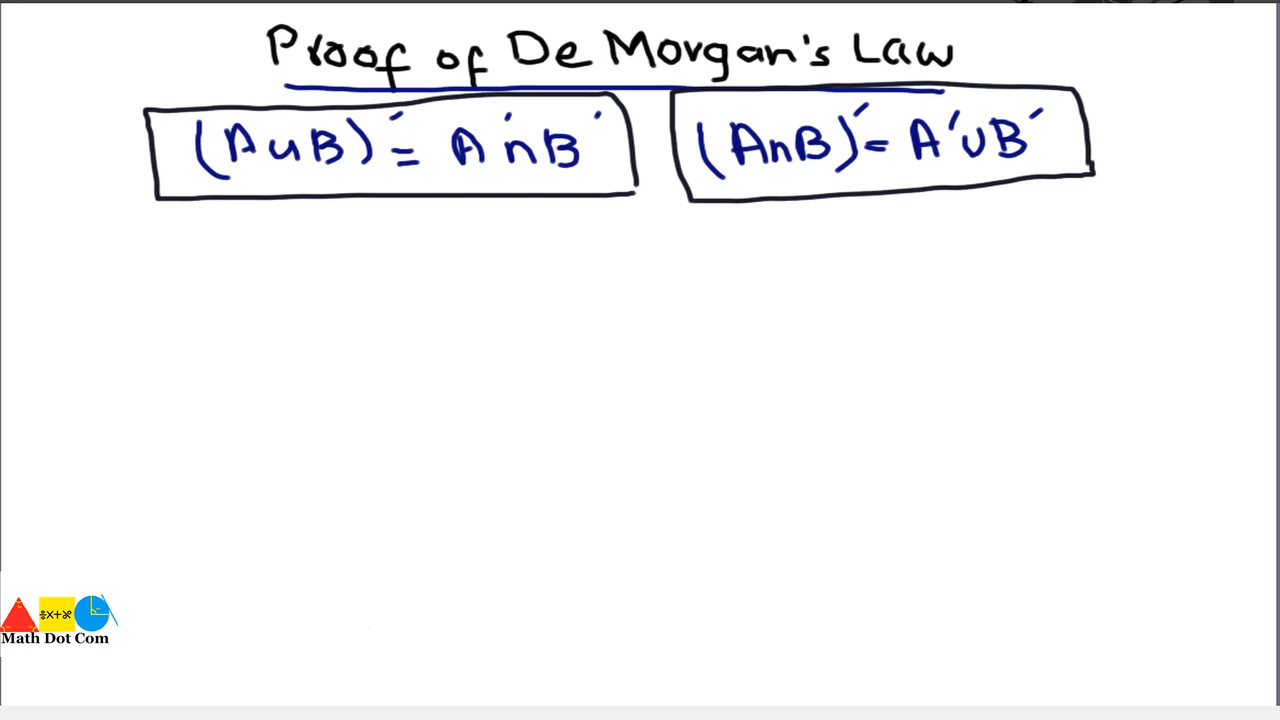 Proof of De Morgan's Law
(A∪B)′ = A′∩B′
(A∩B)′ = A′∪B′
÷×+%
Math Dot Com